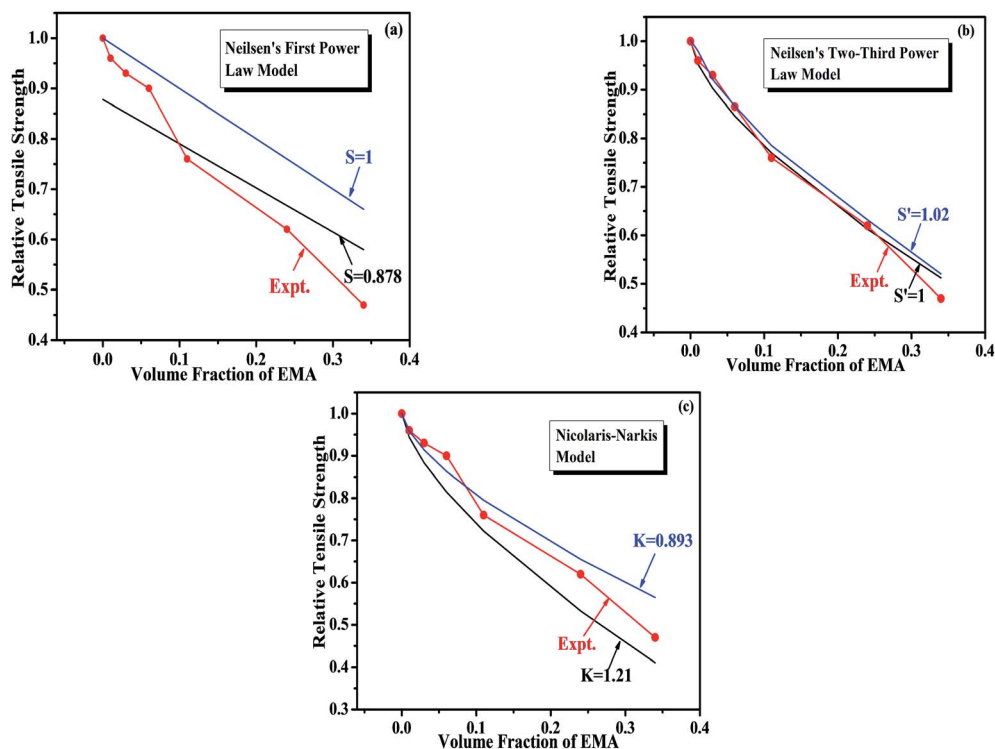 (a)
Neilsen's First Power
Law Model
Relative Tensile Strength
1.0
0.9
0.8
0.7
0.6
0.5
0.4
S=1
S=0.878
Expt.
0.0 0.1 0.2 0.3 0.4
Volume Fraction of EMA
(b)
Neilsen's Two-Third Power
Law Model
Relative Tensile Strength
1.0
0.9
0.8
0.7
0.6
0.5
0.4
S'=1.02
Expt.
S'=1
0.0 0.1 0.2 0.3 0.4
Volume Fraction of EMA
(c)
Nicolaris-Narkis
Model
Relative Tensile Strength
1.0
0.9
0.8
0.7
0.6
0.5
0.4
0.3
K=0.893
Expt.
K=1.21
0.0 0.1 0.2 0.3 0.4
Volume Fraction of EMA